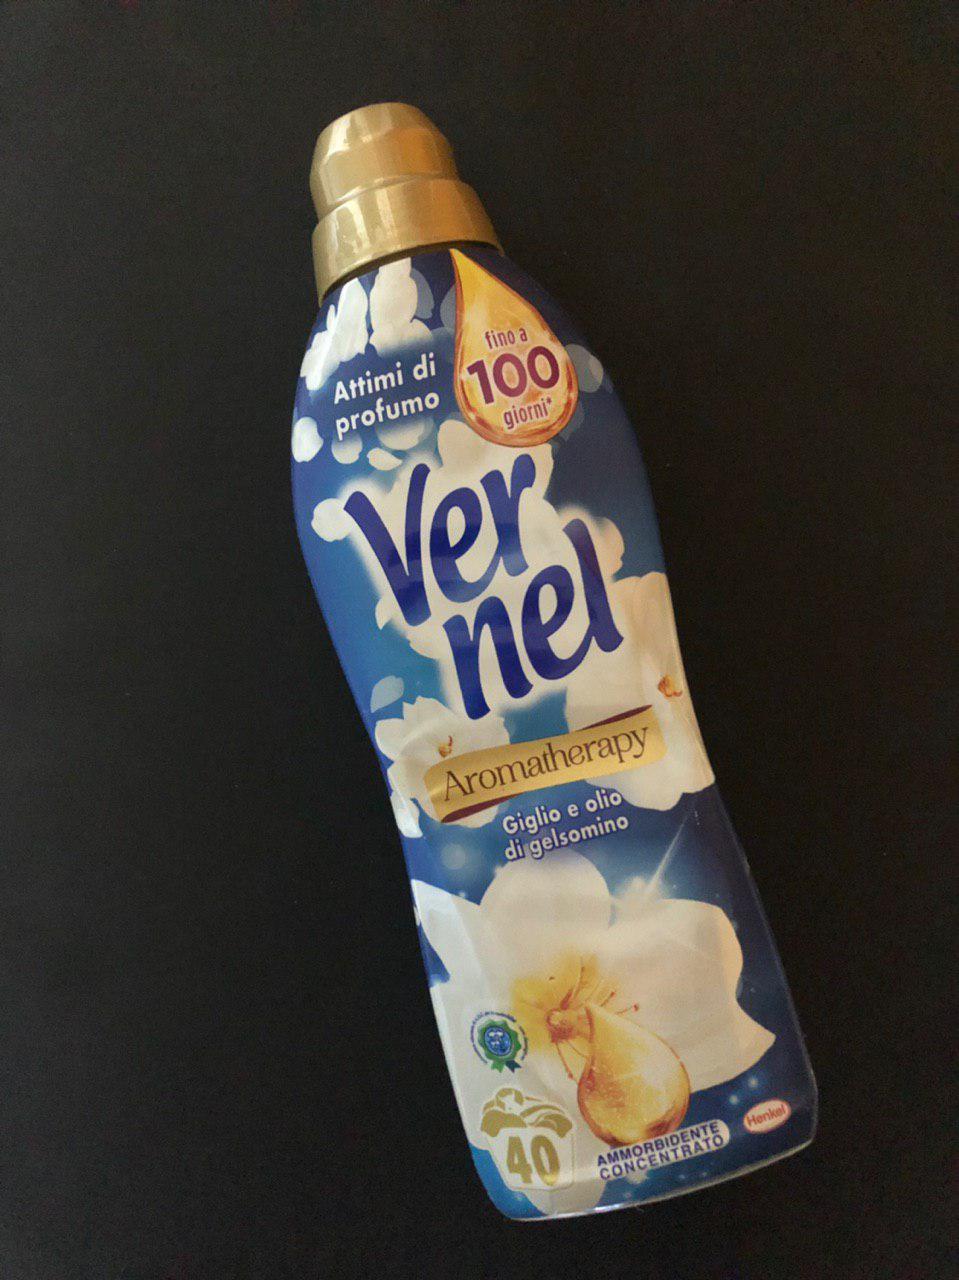 fino a
100
giorni*
Attimi di
profumo
Ver
nel
Aromatherapy
Giglio e olio
di gelsomino
40
AMMORBIDENTE
CONCENTRATO
Henkel